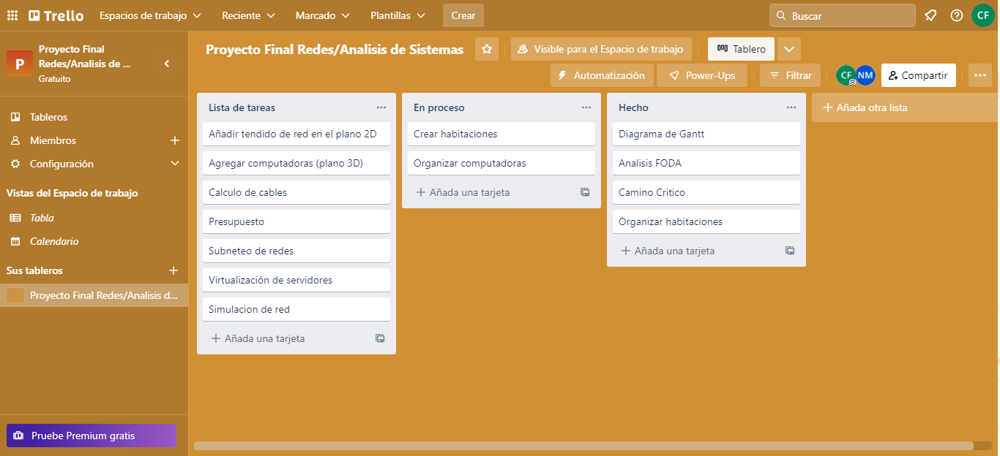 Trello
Espacios de trabajo
Reciente
Marcado
Plantillas
Crear
Buscar
CF
P
Proyecto Final
Redes/Analisis de ...
Gratuito
Tableros
Miembros
Configuración
Vistas del Espacio de trabajo
Tabla
Calendario
Sus tableros
Proyecto Final Redes/Analisis d...
Pruebe Premium gratis
Proyecto Final Redes/Analisis de Sistemas
Visible para el Espacio de trabajo
Tablero
Automatización
Power-Ups
Filtrar
CF
NM
Compartir
Lista de tareas
Añadir tendido de red en el plano 2D
Agregar computadoras (plano 3D)
Calculo de cables
Presupuesto
Subneteo de redes
Virtualización de servidores
Simulacion de red
Añada una tarjeta
En proceso
Crear habitaciones
Organizar computadoras
Añada una tarjeta
Hecho
Diagrama de Gantt
Analisis FODA
Camino Critico
Organizar habitaciones
Añada una tarjeta
Añada otra lista